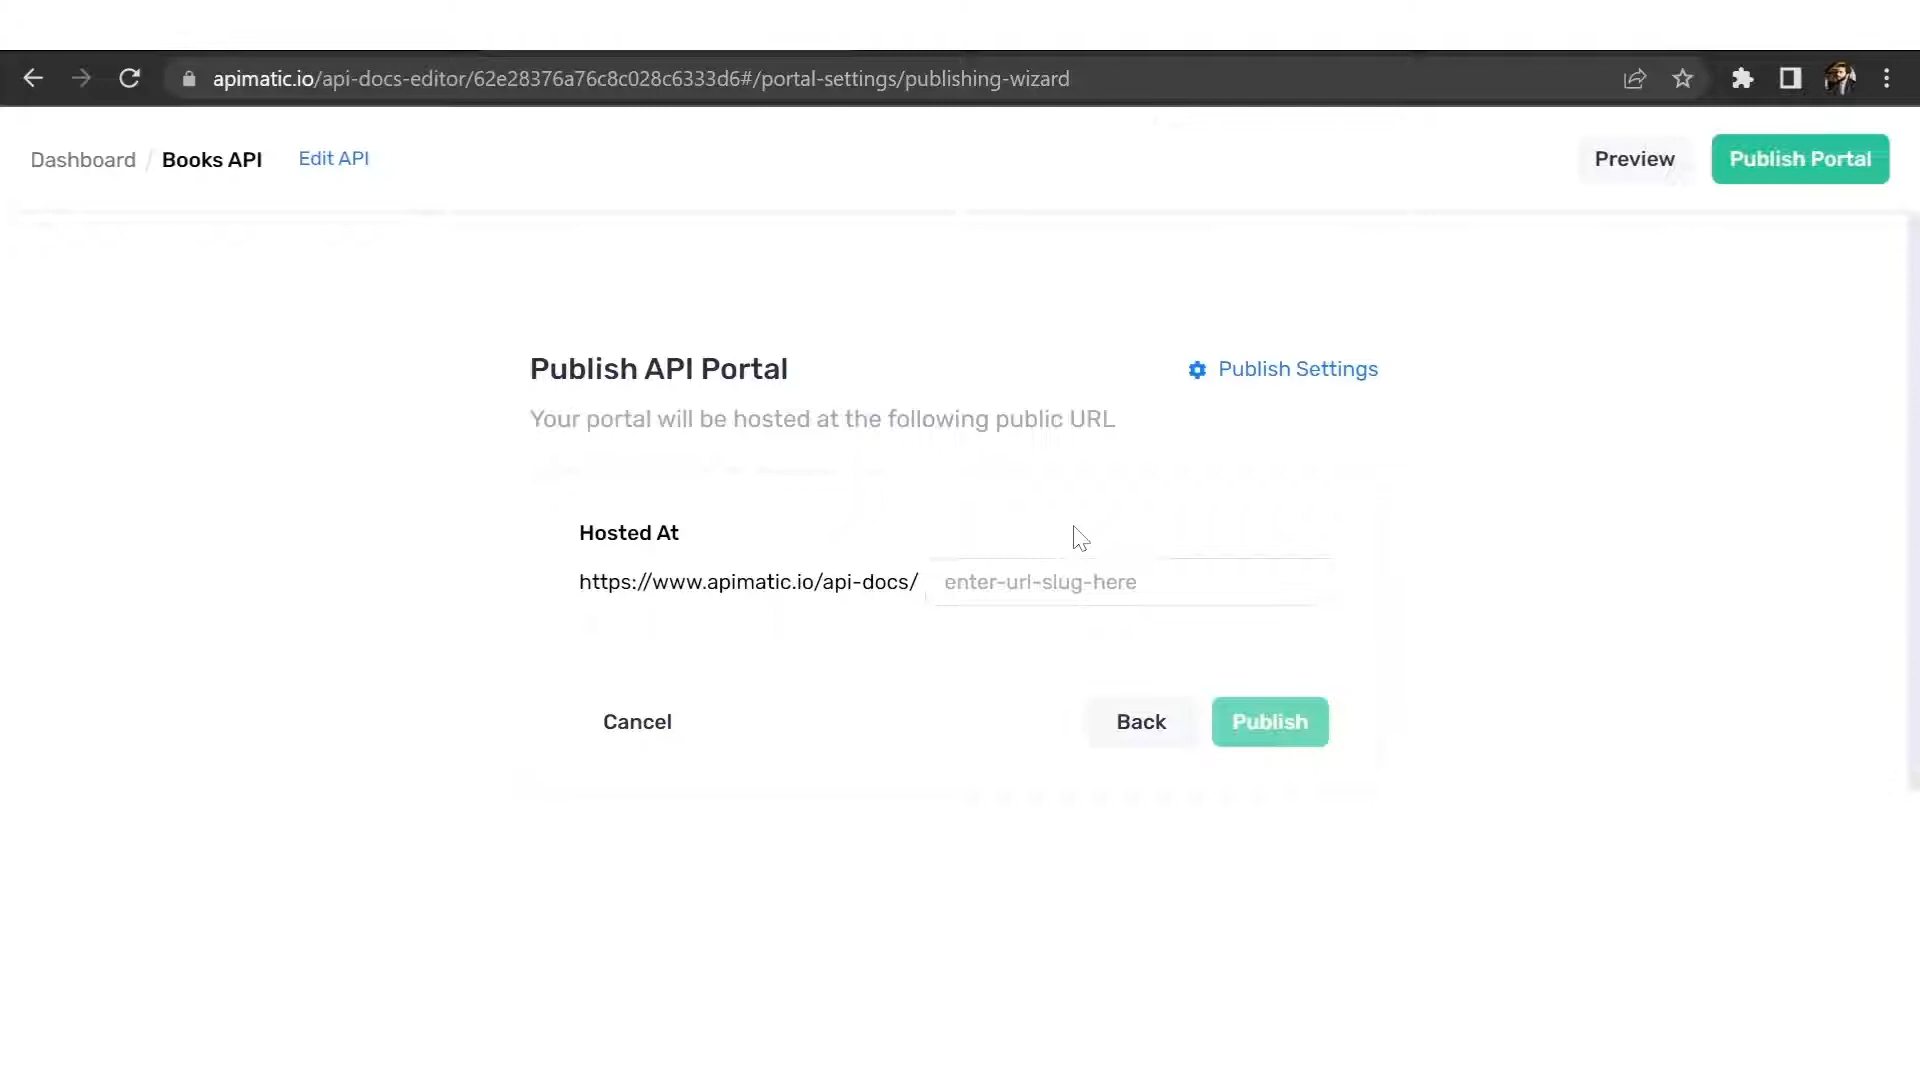 apimatic.io/api-docs-editor/62e28376a76c8c028c6333d6#/portal-settings/publishing-wizard
Dashboard / Books API Edit API Preview Publish Portal
Publish API Portal Publish Settings
Your portal will be hosted at the following public URL
Hosted At
https://www.apimatic.io/api-docs/ enter-url-slug-here
Cancel Back Publish